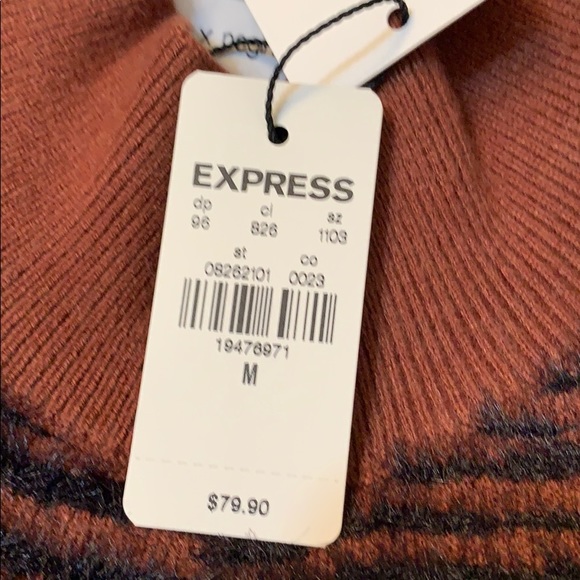 EXPRESS
dp cl sz
96 826 1103
st co
08262101 0023
19476971
M
$79.90